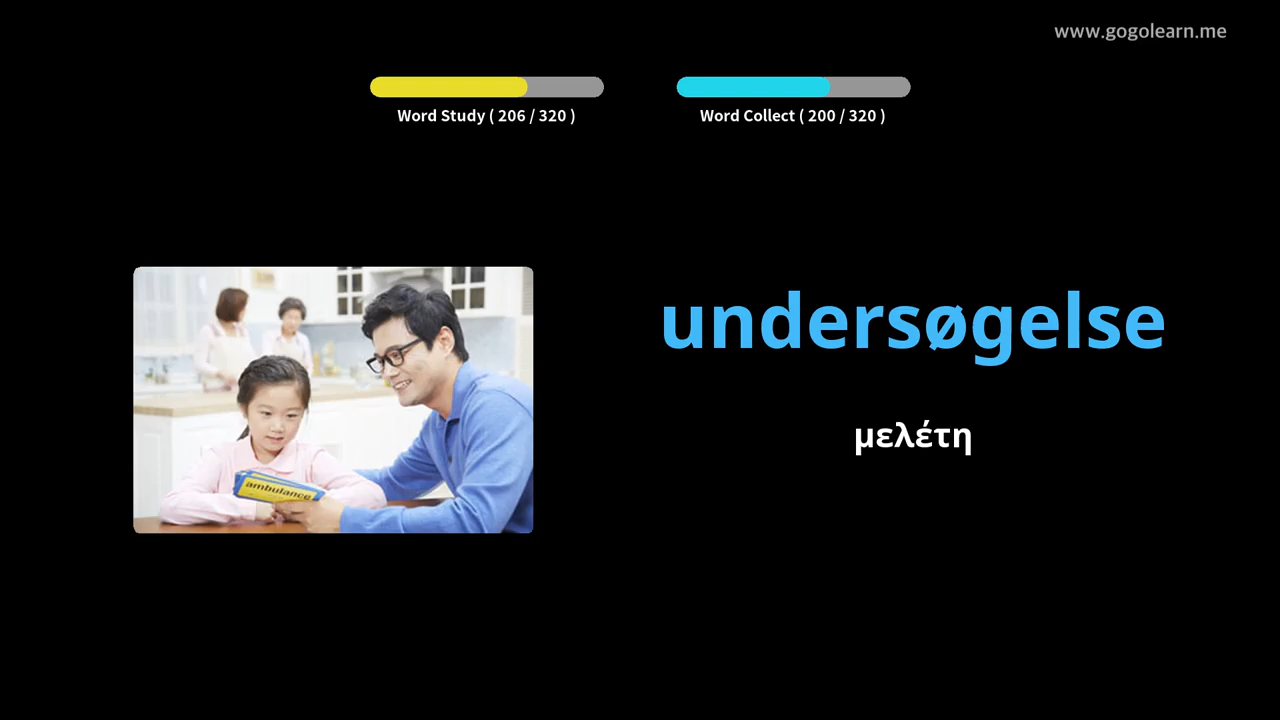 www.gogolearn.me
Word Study ( 206 / 320 )
Word Collect ( 200 / 320 )
undersøgelse
μελέτη
ambulance